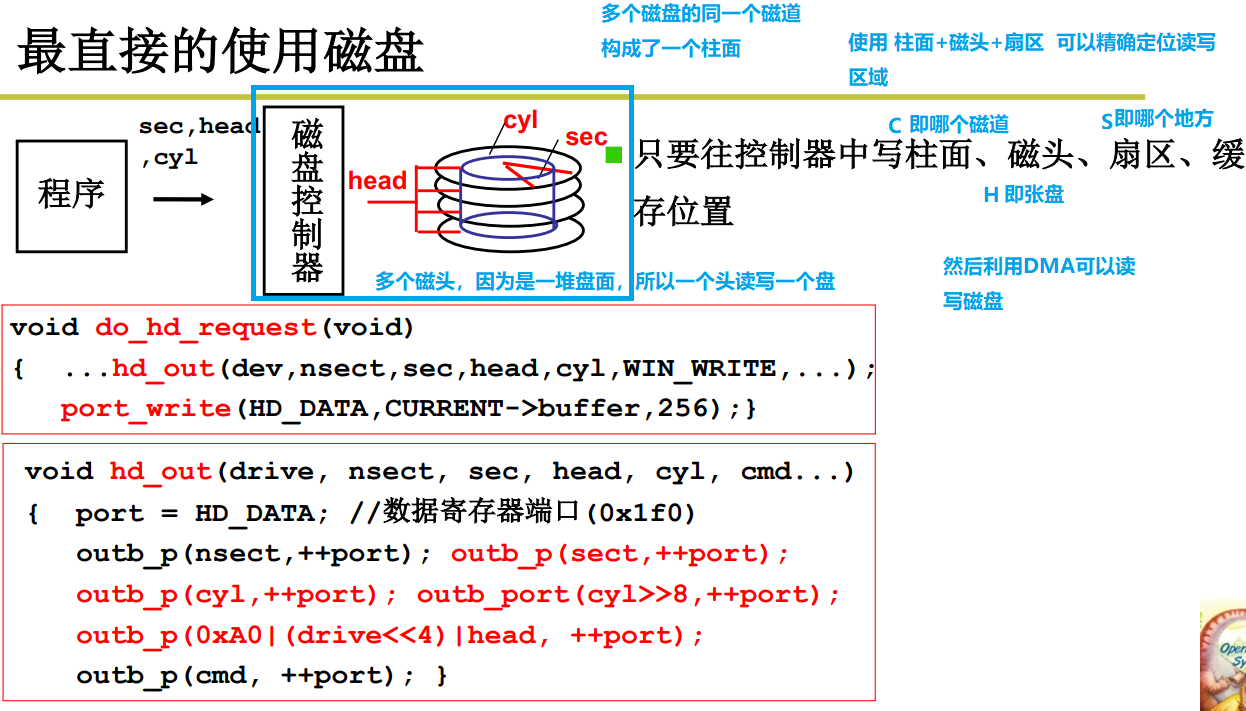 最直接的使用磁盘
多个磁盘的同一个磁道
构成了一个柱面
使用 柱面+磁头+扇区 可以精确定位读写
区域
sec,head
,cyl
程序
磁盘控制器
cyl
sec
head
多个磁头，因为是一堆盘面，所以一个头读写一个盘
C 即哪个磁道
S即哪个地方
只要往控制器中写柱面、磁头、扇区、缓
存位置
H 即张盘
然后利用DMA可以读
写磁盘
void do_hd_request(void)
{ ...hd_out(dev,nsect,sec,head,cyl,WIN_WRITE,...);
port_write(HD_DATA,CURRENT->buffer,256);}
void hd_out(drive, nsect, sec, head, cyl, cmd...)
{ port = HD_DATA; //数据寄存器端口(0x1f0)
outb_p(nsect,++port); outb_p(sect,++port);
outb_p(cyl,++port); outb_port(cyl>>8,++port);
outb_p(0xA0|(drive<<4)|head, ++port);
outb_p(cmd, ++port); }